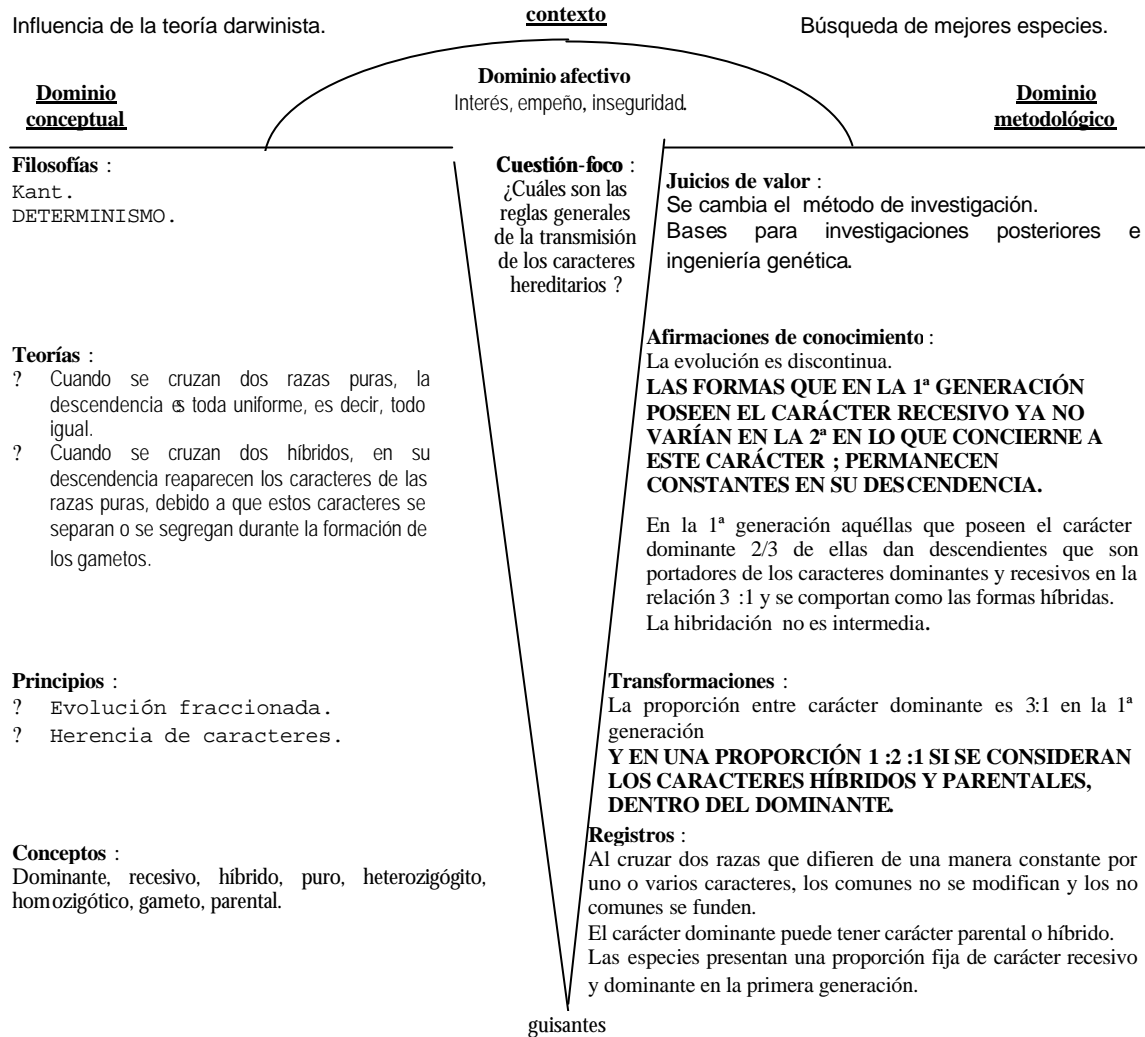 contexto
Influencia de la teoría darwinista.
Búsqueda de mejores especies.
Dominio afectivo
Interés, empeño, inseguridad.
Dominio
conceptual
Dominio
metodológico
Filosofías :
Kant.
DETERMINISMO.
Teorías :
? Cuando se cruzan dos razas puras, la
descendencia es toda uniforme, es decir, todo
igual.
? Cuando se cruzan dos híbridos, en su
descendencia reaparecen los caracteres de las
razas puras, debido a que estos caracteres se
separan o se segregan durante la formación de
los gametos.
Principios :
? Evolución fraccionada.
? Herencia de caracteres.
Conceptos :
Dominante, recesivo, híbrido, puro, heterozigógito,
homozigótico, gameto, parental.
Cuestión-foco :
¿Cuáles son las
reglas generales
de la transmisión
de los caracteres
hereditarios ?
Juicios de valor :
Se cambia el método de investigación.
Bases para investigaciones posteriores e
ingeniería genética.
Afirmaciones de conocimiento :
La evolución es discontinua.
LAS FORMAS QUE EN LA 1ª GENERACIÓN
POSEEN EL CARÁCTER RECESIVO YA NO
VARÍAN EN LA 2ª EN LO QUE CONCIERNE A
ESTE CARÁCTER ; PERMANECEN
CONSTANTES EN SU DESCENDENCIA.
En la 1ª generación aquéllas que poseen el carácter
dominante 2/3 de ellas dan descendientes que son
portadores de los caracteres dominantes y recesivos en la
relación 3 :1 y se comportan como las formas híbridas.
La hibridación no es intermedia.
Transformaciones :
La proporción entre carácter dominante es 3:1 en la 1ª
generación
Y EN UNA PROPORCIÓN 1 :2 :1 SI SE CONSIDERAN
LOS CARACTERES HÍBRIDOS Y PARENTALES,
DENTRO DEL DOMINANTE.
Registros :
Al cruzar dos razas que difieren de una manera constante por
uno o varios caracteres, los comunes no se modifican y los no
comunes se funden.
El carácter dominante puede tener carácter parental o híbrido.
Las especies presentan una proporción fija de carácter recesivo
y dominante en la primera generación.
guisantes